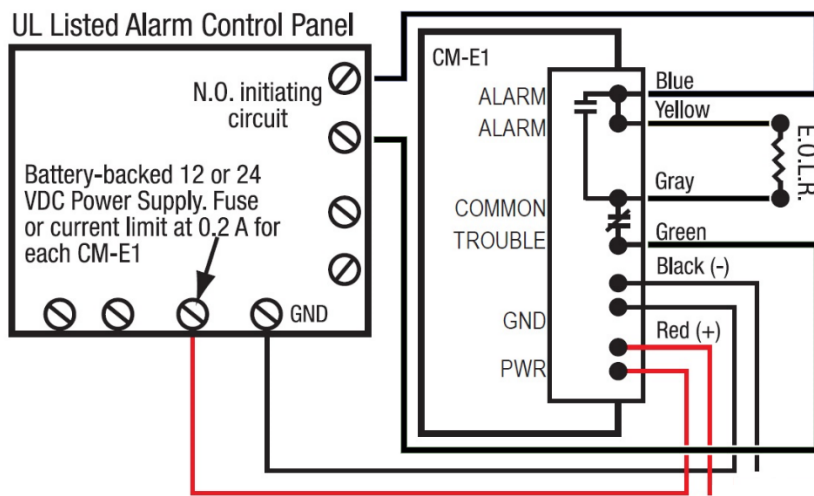 UL Listed Alarm Control Panel
N.O. initiating
circuit
Battery-backed 12 or 24
VDC Power Supply. Fuse
or current limit at 0.2 A for
each CM-E1
GND
CM-E1
ALARM
ALARM
COMMON
TROUBLE
GND
PWR
Blue
Yellow
Gray
Green
Black (-)
Red (+)
E.O.L.R.